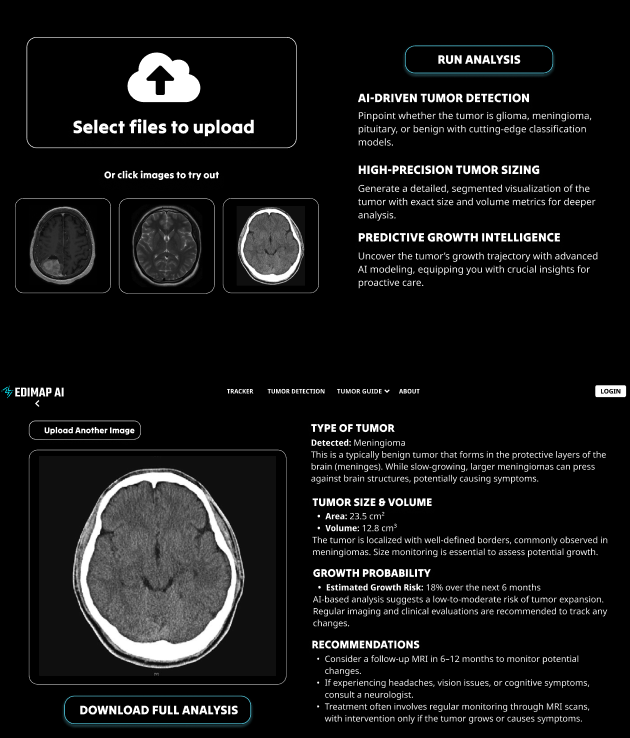 Select files to upload
Or click images to try out
RUN ANALYSIS
AI-DRIVEN TUMOR DETECTION
Pinpoint whether the tumor is glioma, meningioma,
pituitary, or benign with cutting-edge classification
models.
HIGH-PRECISION TUMOR SIZING
Generate a detailed, segmented visualization of the
tumor with exact size and volume metrics for deeper
analysis.
PREDICTIVE GROWTH INTELLIGENCE
Uncover the tumor's growth trajectory with advanced
AI modeling, equipping you with crucial insights for
proactive care.
EDIMAP AI
TRACKER TUMOR DETECTION TUMOR GUIDE ABOUT
LOGIN
Upload Another Image
DOWNLOAD FULL ANALYSIS
TYPE OF TUMOR
Detected: Meningioma
This is a typically benign tumor that forms in the protective layers of the
brain (meninges). While slow-growing, larger meningiomas can press
against brain structures, potentially causing symptoms.
TUMOR SIZE & VOLUME
• Area: 23.5 cm²
• Volume: 12.8 cm³
The tumor is localized with well-defined borders, commonly observed in
meningiomas. Size monitoring is essential to assess potential growth.
GROWTH PROBABILITY
• Estimated Growth Risk: 18% over the next 6 months
AI-based analysis suggests a low-to-moderate risk of tumor expansion.
Regular imaging and clinical evaluations are recommended to track any
changes.
RECOMMENDATIONS
• Consider a follow-up MRI in 6–12 months to monitor potential
changes.
• If experiencing headaches, vision issues, or cognitive symptoms,
consult a neurologist.
• Treatment often involves regular monitoring through MRI scans,
with intervention only if the tumor grows or causes symptoms.